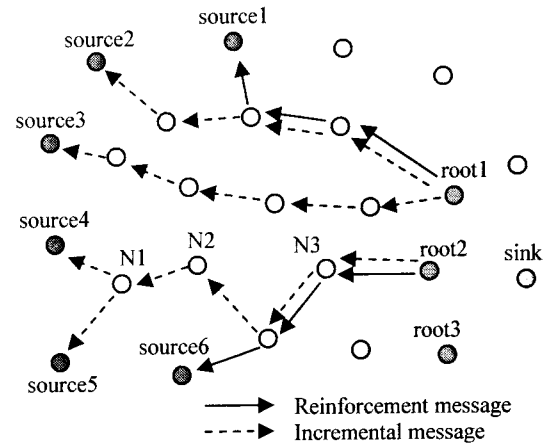 source1
source2
source3
root1
source4
N1
N2
N3
root2
sink
source6
root3
source5
Reinforcement message
Incremental message